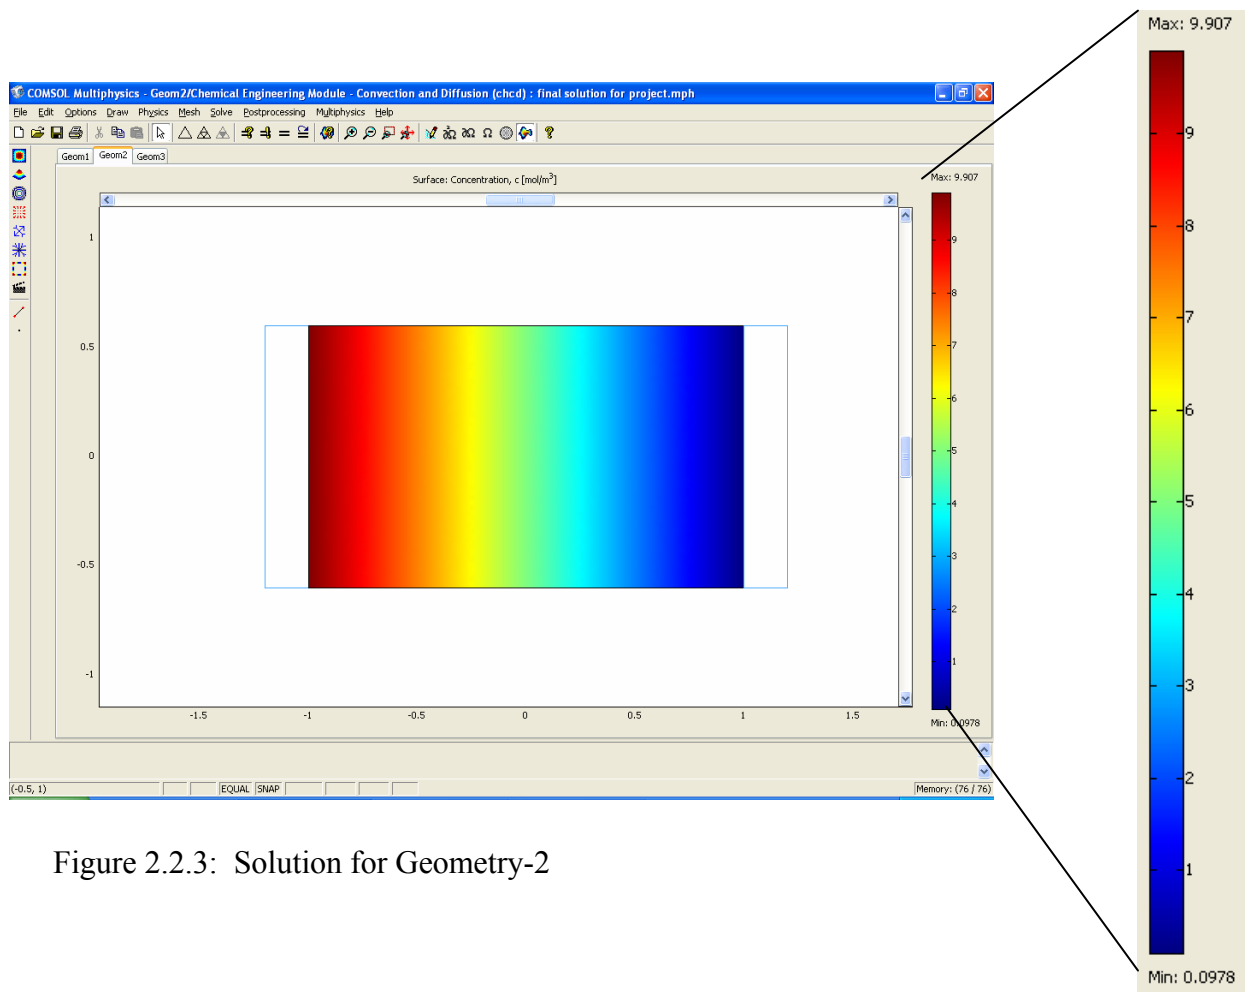 Max: 9.907
COMSOL Multiphysics - Geom2/Chemical Engineering Module - Convection and Diffusion (chcd) : final solution for project.mph
File Edit Options Draw Physics Mesh Solve Postprocessing Multiphysics Help
Geom1 Geom2 Geom3
Surface: Concentration, c [mol/m³]
Max: 9.907
1
0.5
0
-0.5
-1
-1.5 -1 -0.5 0 0.5 1 1.5
9
8
7
6
5
4
3
2
1
Min: 0.0978
(-0.5, 1) EQUAL SNAP Memory: (76 / 76)
9
8
7
6
5
4
3
2
1
Min: 0.0978
Figure 2.2.3: Solution for Geometry-2